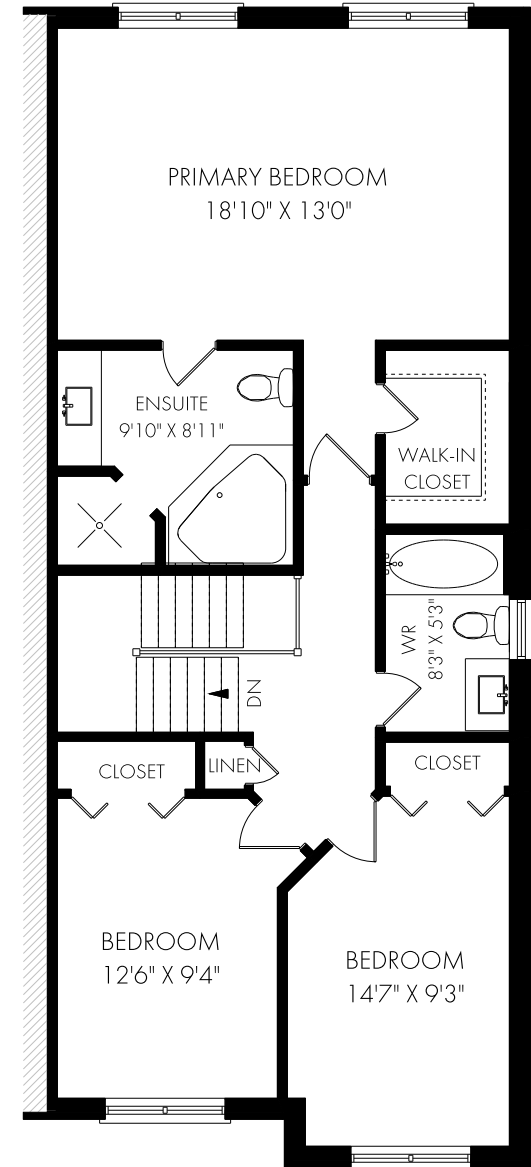 PRIMARY BEDROOM
18'10" X 13'0"
ENSUITE
9'10" X 8'11"
WALK-IN
CLOSET
WR
8'3" X 5'3"
DN
CLOSET
LINEN
CLOSET
BEDROOM
12'6" X 9'4"
BEDROOM
14'7" X 9'3"